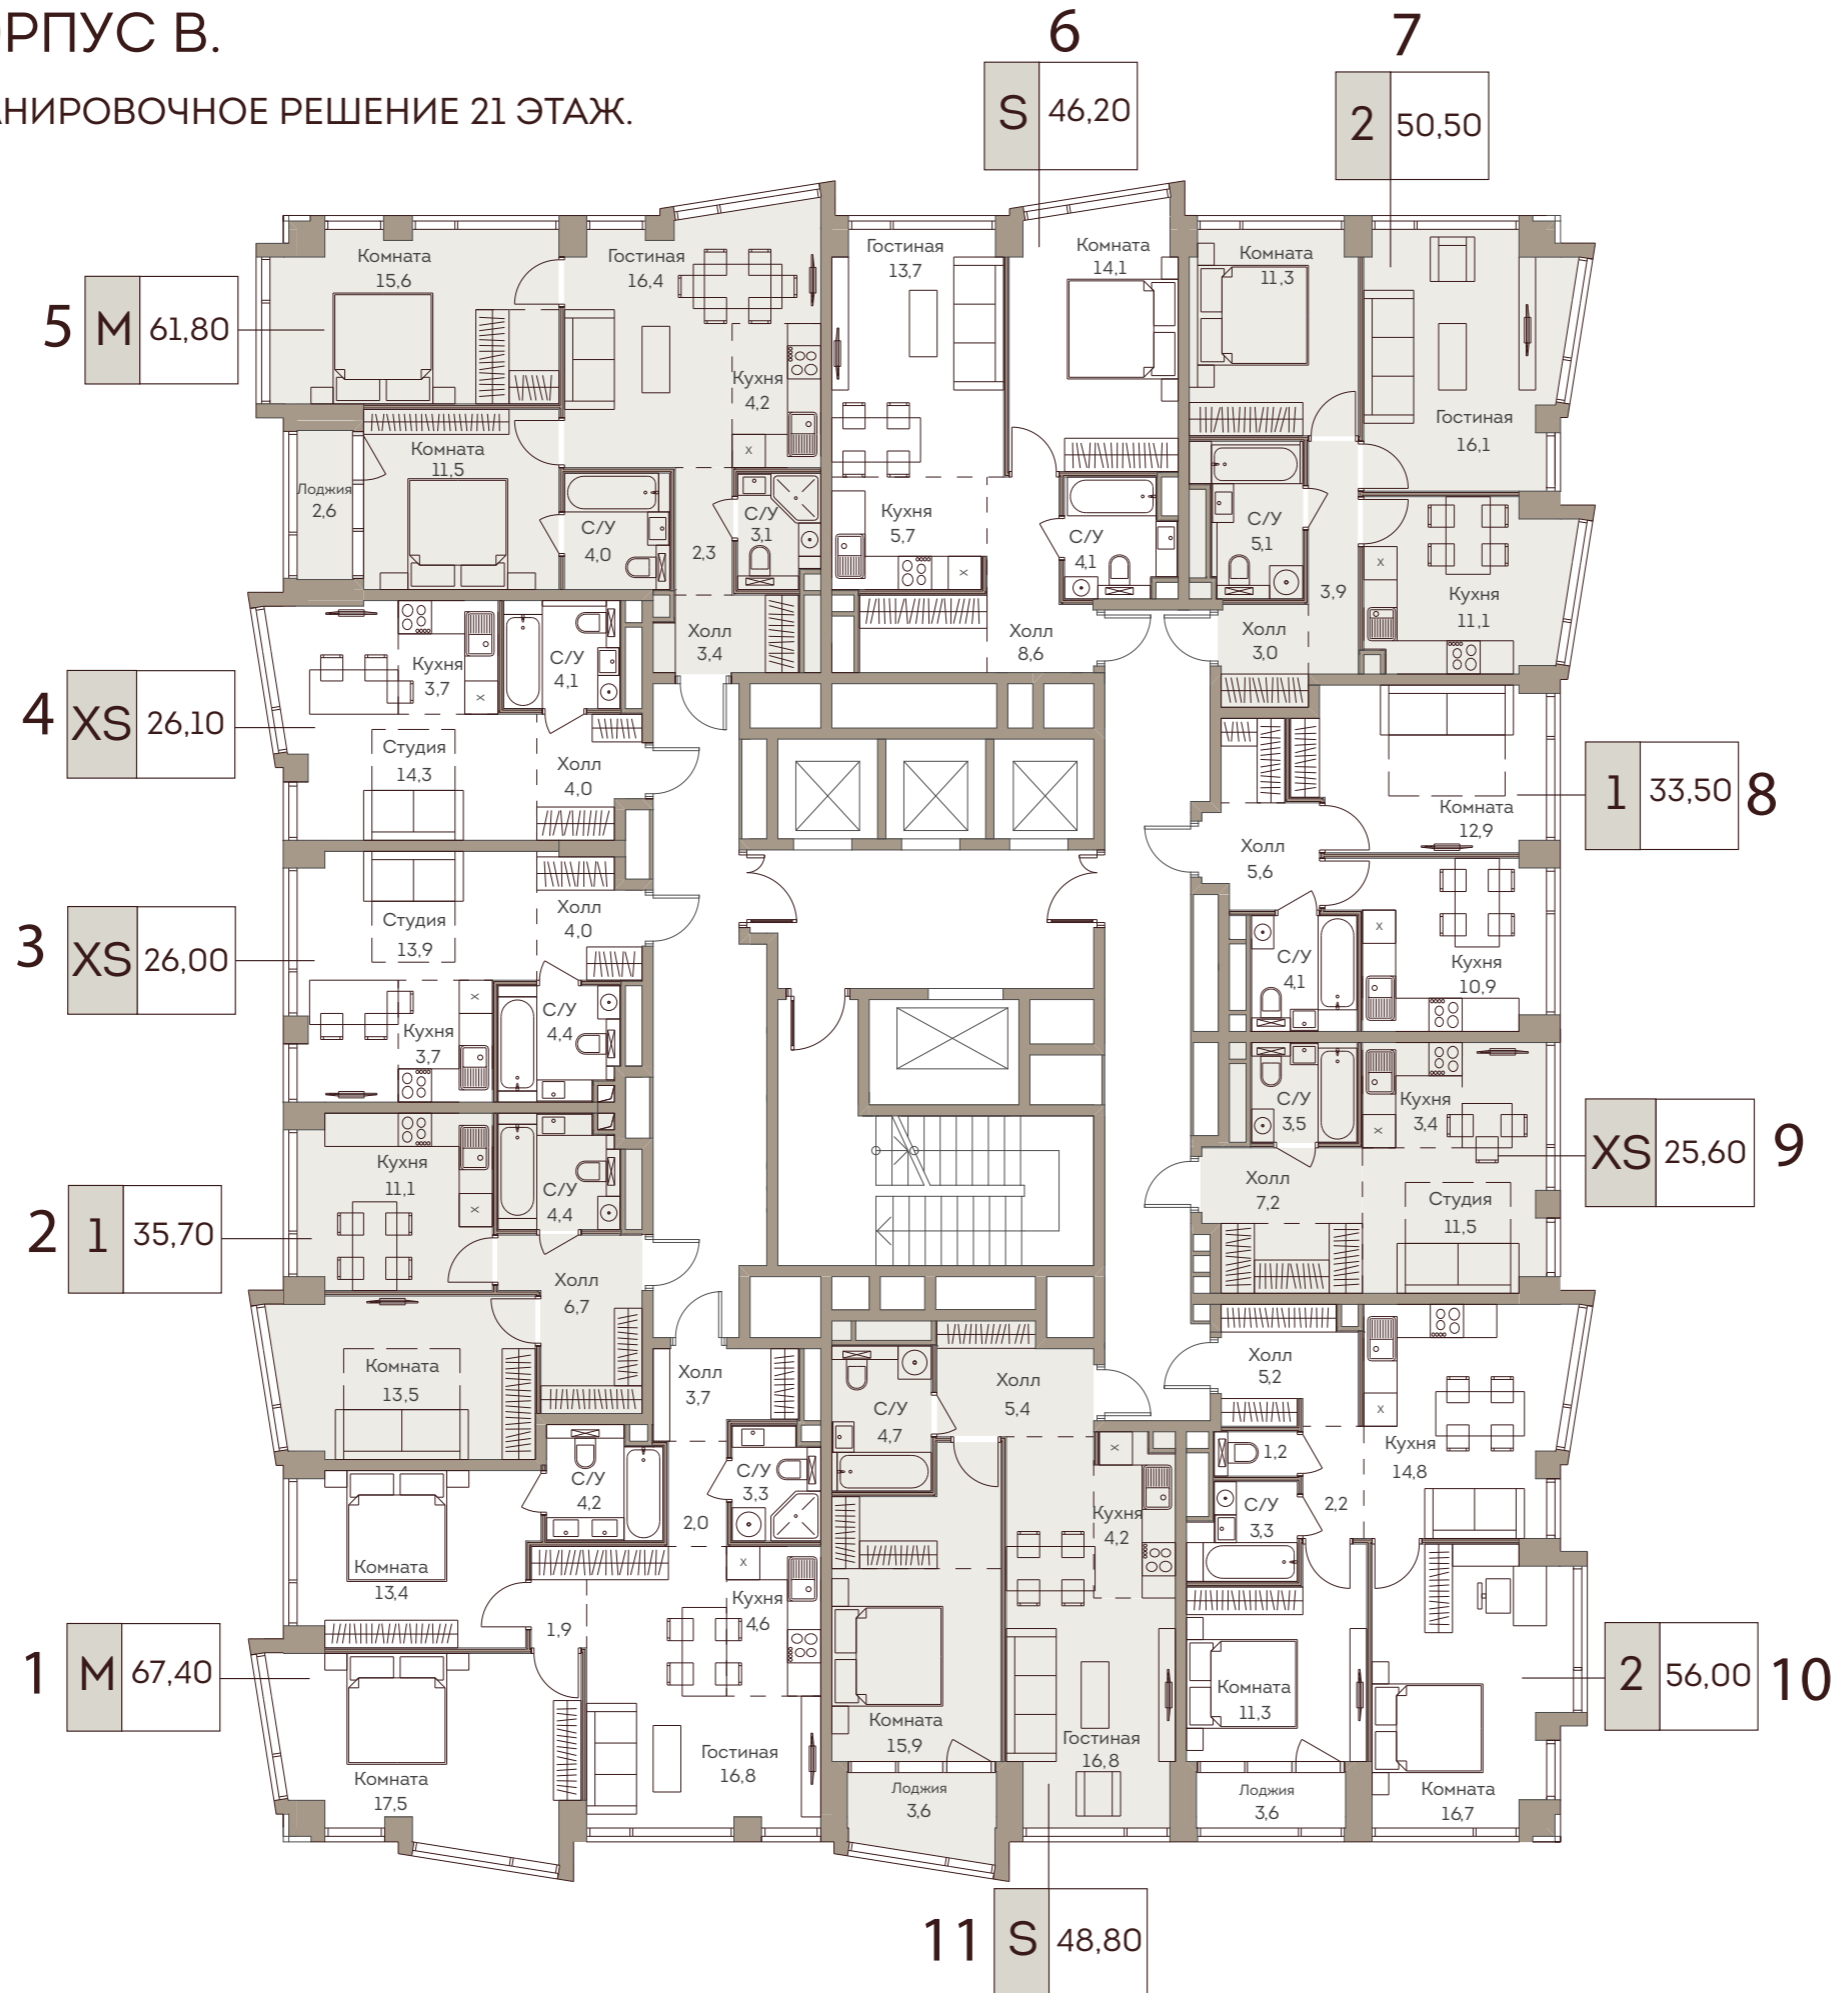 ОРПУС В.
АНИРОВОЧНОЕ РЕШЕНИЕ 21 ЭТАЖ.
6
S 46,20
7
2 50,50
5 M 61,80
Комната
15,6
Гостиная
16,4
Кухня
4,2
Комната
11,5
Лоджия
2,6
С/У
4,0
С/У
3,1
2,3
Холл
3,4
Гостиная
13,7
Комната
14,1
Кухня
5,7
С/У
4,1
Холл
8,6
Комната
11,3
Гостиная
16,1
С/У
5,1
3,9
Кухня
11,1
Холл
3,0
4 XS 26,10
Кухня
3,7
С/У
4,1
Студия
14,3
Холл
4,0
3 XS 26,00
Студия
13,9
Холл
4,0
Кухня
3,7
С/У
4,4
2 1 35,70
Кухня
11,1
С/У
4,4
Холл
6,7
Комната
13,5
1 M 67,40
Холл
3,7
С/У
4,2
С/У
3,3
2,0
Комната
13,4
1,9
Кухня
4,6
Комната
17,5
Гостиная
16,8
1 33,50 8
Комната
12,9
Холл
5,6
С/У
4,1
Кухня
10,9
XS 25,60 9
С/У
3,5
Кухня
3,4
Холл
7,2
Студия
11,5
2 56,00 10
Холл
5,2
1,2
Кухня
14,8
С/У
3,3
2,2
Комната
11,3
Комната
16,7
Лоджия
3,6
Холл
5,4
С/У
4,7
Кухня
4,2
Комната
15,9
Гостиная
16,8
Лоджия
3,6
11 S 48,80
x
x
x
x
x
x
x
x
x
x
x
x